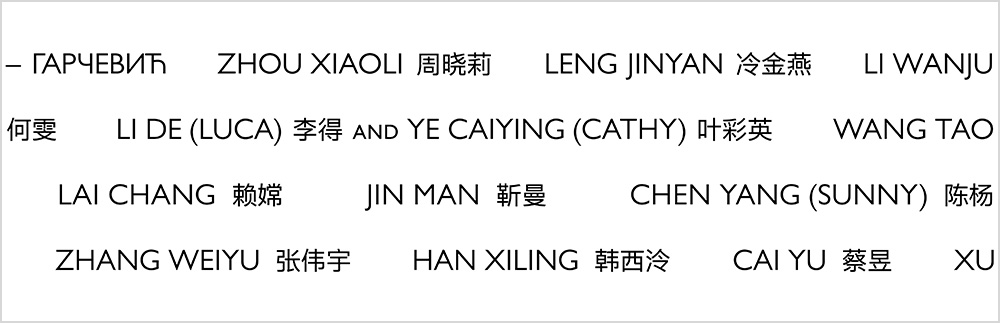 – ГАРЧЕВИЋ ZHOU XIAOLI 周晓莉 LENG JINYAN 冷金燕 LI WANJU
何雯 LI DE (LUCA) 李得 AND YE CAIYING (CATHY) 叶彩英 WANG TAO
LAI CHANG 赖嫦 JIN MAN 靳曼 CHEN YANG (SUNNY) 陈杨
ZHANG WEIYU 张伟宇 HAN XILING 韩西泠 CAI YU 蔡昱 XU